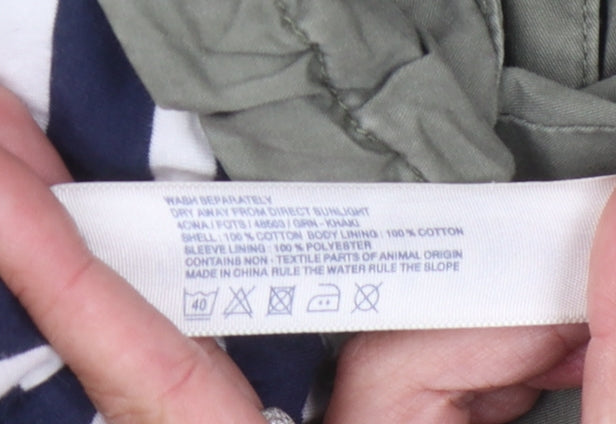 WASH SEPARATELY
DRY AWAY FROM DIRECT SUNLIGHT
4OWA / FOTS / 48503 / GRN - KHAKI
SHELL : 100 % COTTON BODY LINING : 100 % COTTON
SLEEVE LINING : 100 % POLYESTER
CONTAINS NON - TEXTILE PARTS OF ANIMAL ORIGIN
MADE IN CHINA RULE THE WATER RULE THE SLOPE
40